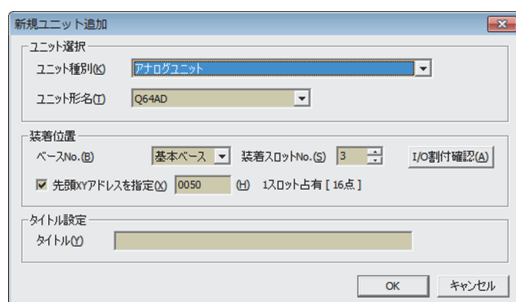 新規ユニット追加
ユニット選択
ユニット種別(K) アナログユニット
ユニット形名(T) Q64AD
装着位置
ベースNo.(B) 基本ベース 装着スロットNo.(S) 3 I/O割付確認(A)
先頭XYアドレスを指定(X) 0050 (H) 1スロット占有 [ 16点 ]
タイトル設定
タイトル(Y)
OK キャンセル